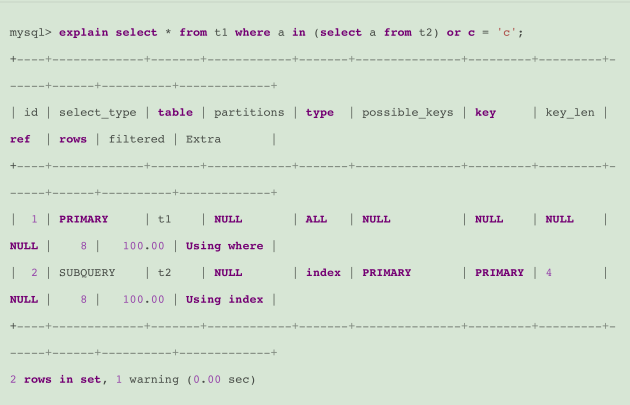 mysql> explain select * from t1 where a in (select a from t2) or c = 'c';
+----+-------------+-------+------------+-------+---------------+---------+---------+-
-----+------+----------+-------------+
| id | select_type | table | partitions | type | possible_keys | key | key_len |
ref | rows | filtered | Extra |
+----+-------------+-------+------------+-------+---------------+---------+---------+-
-----+------+----------+-------------+
| 1 | PRIMARY | t1 | NULL | ALL | NULL | NULL | NULL |
NULL | 8 | 100.00 | Using where |
| 2 | SUBQUERY | t2 | NULL | index | PRIMARY | PRIMARY | 4 |
NULL | 8 | 100.00 | Using index |
+----+-------------+-------+------------+-------+---------------+---------+---------+-
-----+------+----------+-------------+
2 rows in set, 1 warning (0.00 sec)